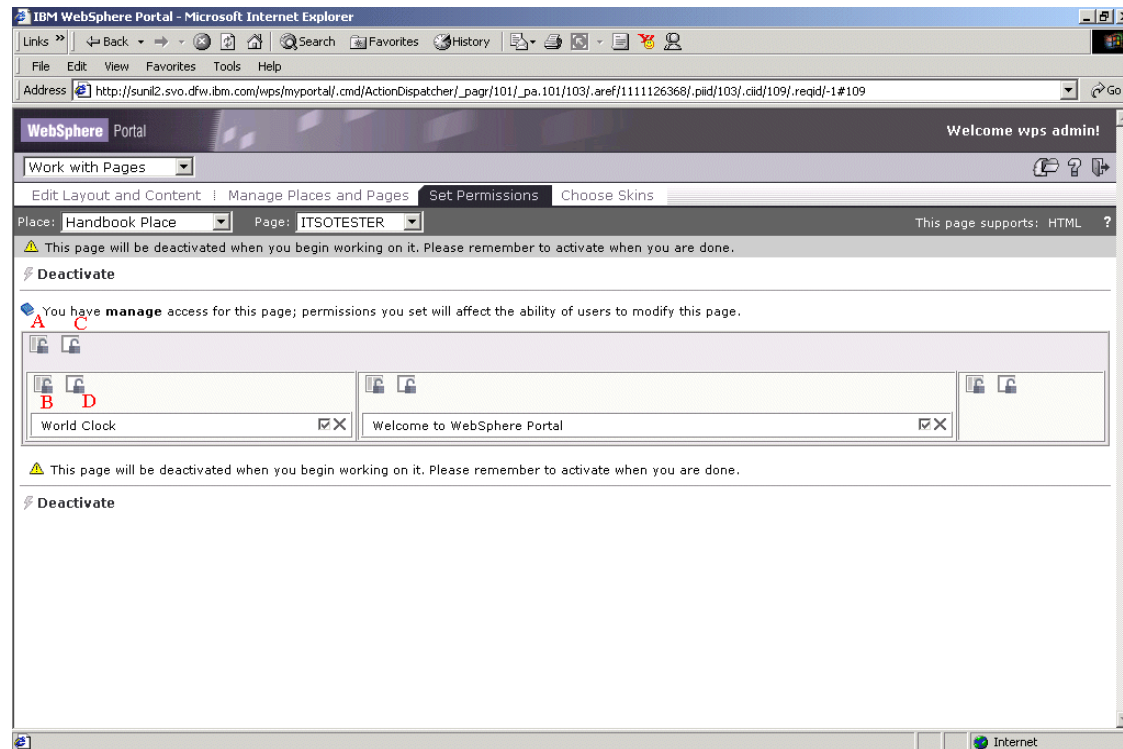 IBM WebSphere Portal - Microsoft Internet Explorer
Links » Back Search Favorites History
File Edit View Favorites Tools Help
Address http://sunil2.svo.dfw.ibm.com/wps/myportal/.cmd/ActionDispatcher/_pagr/101/_pa.101/103/.aref/1111126368/.piid/103/.ciid/109/.reqid/-1#109 Go
WebSphere Portal Welcome wps admin!
Work with Pages ?
Edit Layout and Content Manage Places and Pages Set Permissions Choose Skins
Place: Handbook Place Page: ITSOTESTER This page supports: HTML ?
This page will be deactivated when you begin working on it. Please remember to activate when you are done.
Deactivate
You have manage access for this page; permissions you set will affect the ability of users to modify this page.
A C
B D
World Clock Welcome to WebSphere Portal
This page will be deactivated when you begin working on it. Please remember to activate when you are done.
Deactivate
Internet